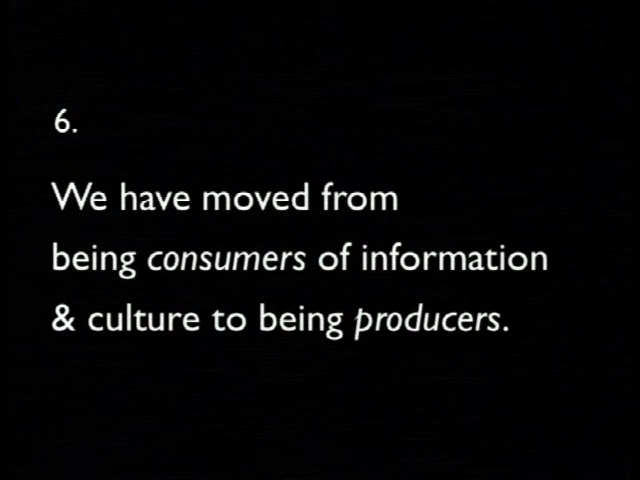 6.
We have moved from
being consumers of information
& culture to being producers.